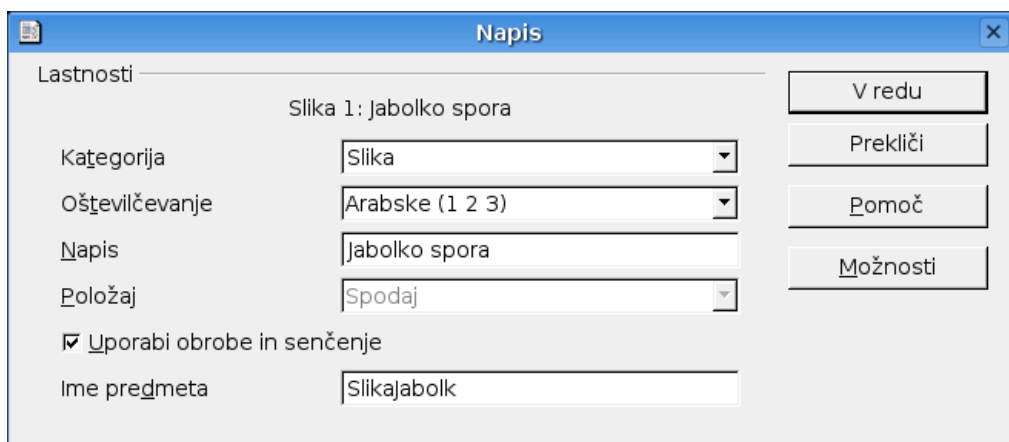 Napis
Lastnosti
Slika 1: Jabolko spora
Kategorija Slika
Oštevilčevanje Arabske (1 2 3)
Napis Jabolko spora
Položaj Spodaj
Uporabi obrobe in senčenje
Ime predmeta SlikaJabolk
V redu
Prekliči
Pomoč
Možnosti